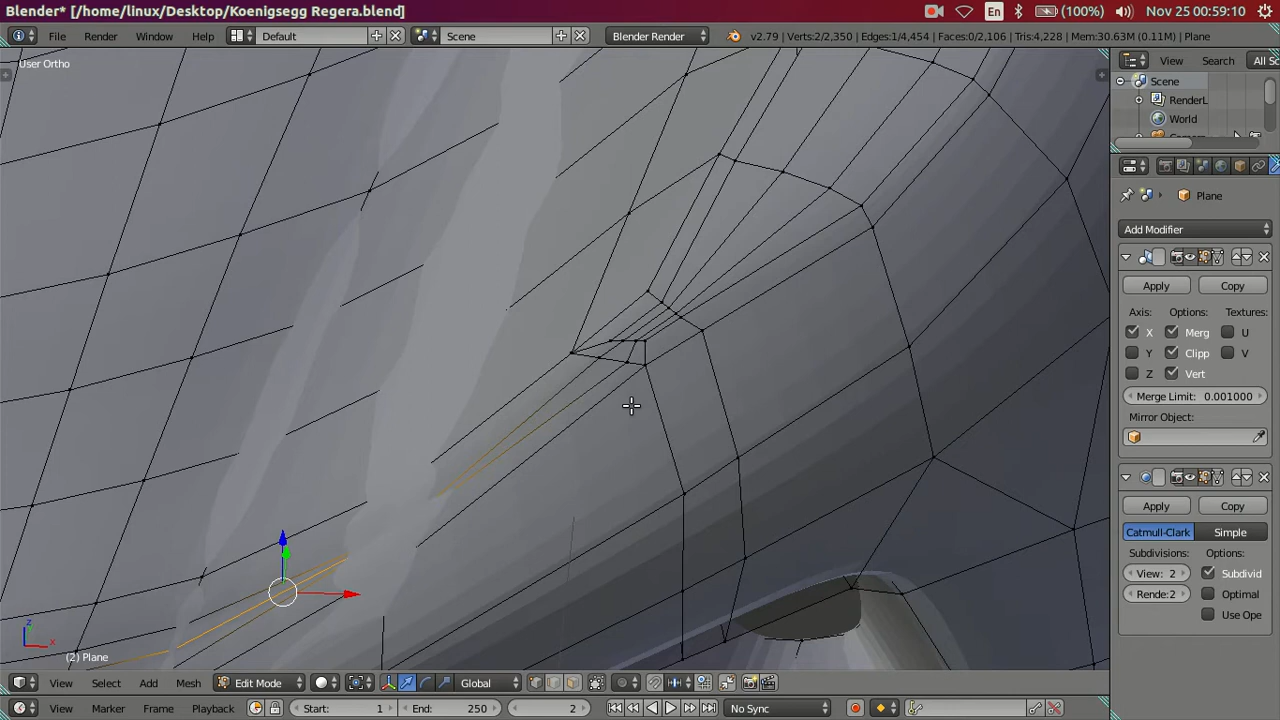 Blender* [/home/linux/Desktop/Koenigsegg Regera.blend]
En (100%) Nov 25 00:59:10
File Render Window Help Default Scene Blender Render v2.79 | Verts:2/2,350 | Edges:1/4,454 | Faces:0/2,106 | Tris:4,228 | Mem:30.63M (0.11M) | Plane
User Ortho
View Search All Sc
Scene
RenderL
World
Plane
Add Modifier
Apply Copy
Axis: Options: Textures:
X Merg U
Y Clipp V
Z Vert
Merge Limit: 0.001000
Mirror Object:
Apply Copy
Catmull-Clark Simple
Subdivisions: Options:
View: 2 Subdivid
Rende:2 Optimal
Use Ope
z
x
(2) Plane
View Select Add Mesh Edit Mode Global
View Marker Frame Playback Start: 1 End: 250 2 No Sync